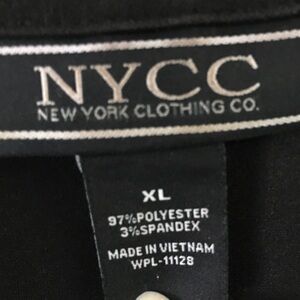 NYCC
NEW YORK CLOTHING CO.
XL
97%POLYESTER
3%SPANDEX
MADE IN VIETNAM
WPL-11128